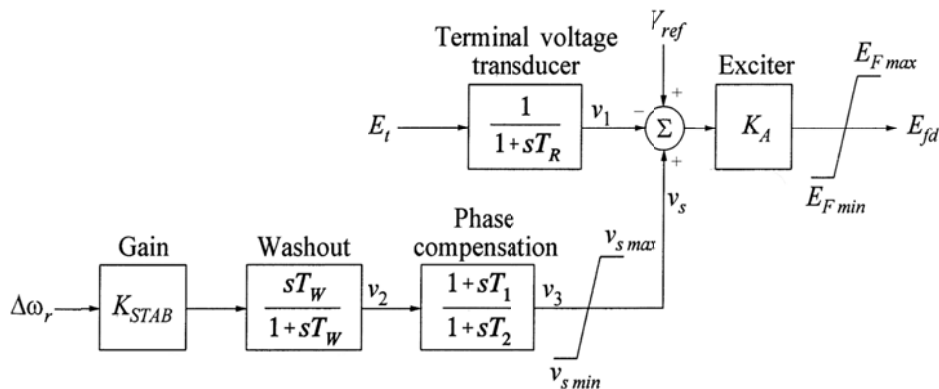 V_ref
Terminal voltage
transducer
Exciter
E_F max
1
1+sT_R
E_t
v_1
−
+
Σ
+
K_A
E_fd
E_F min
v_s
Gain
Washout
Phase
compensation
v_s max
Δω_r
K_STAB
sT_W
1+sT_W
v_2
1+sT_1
1+sT_2
v_3
v_s min